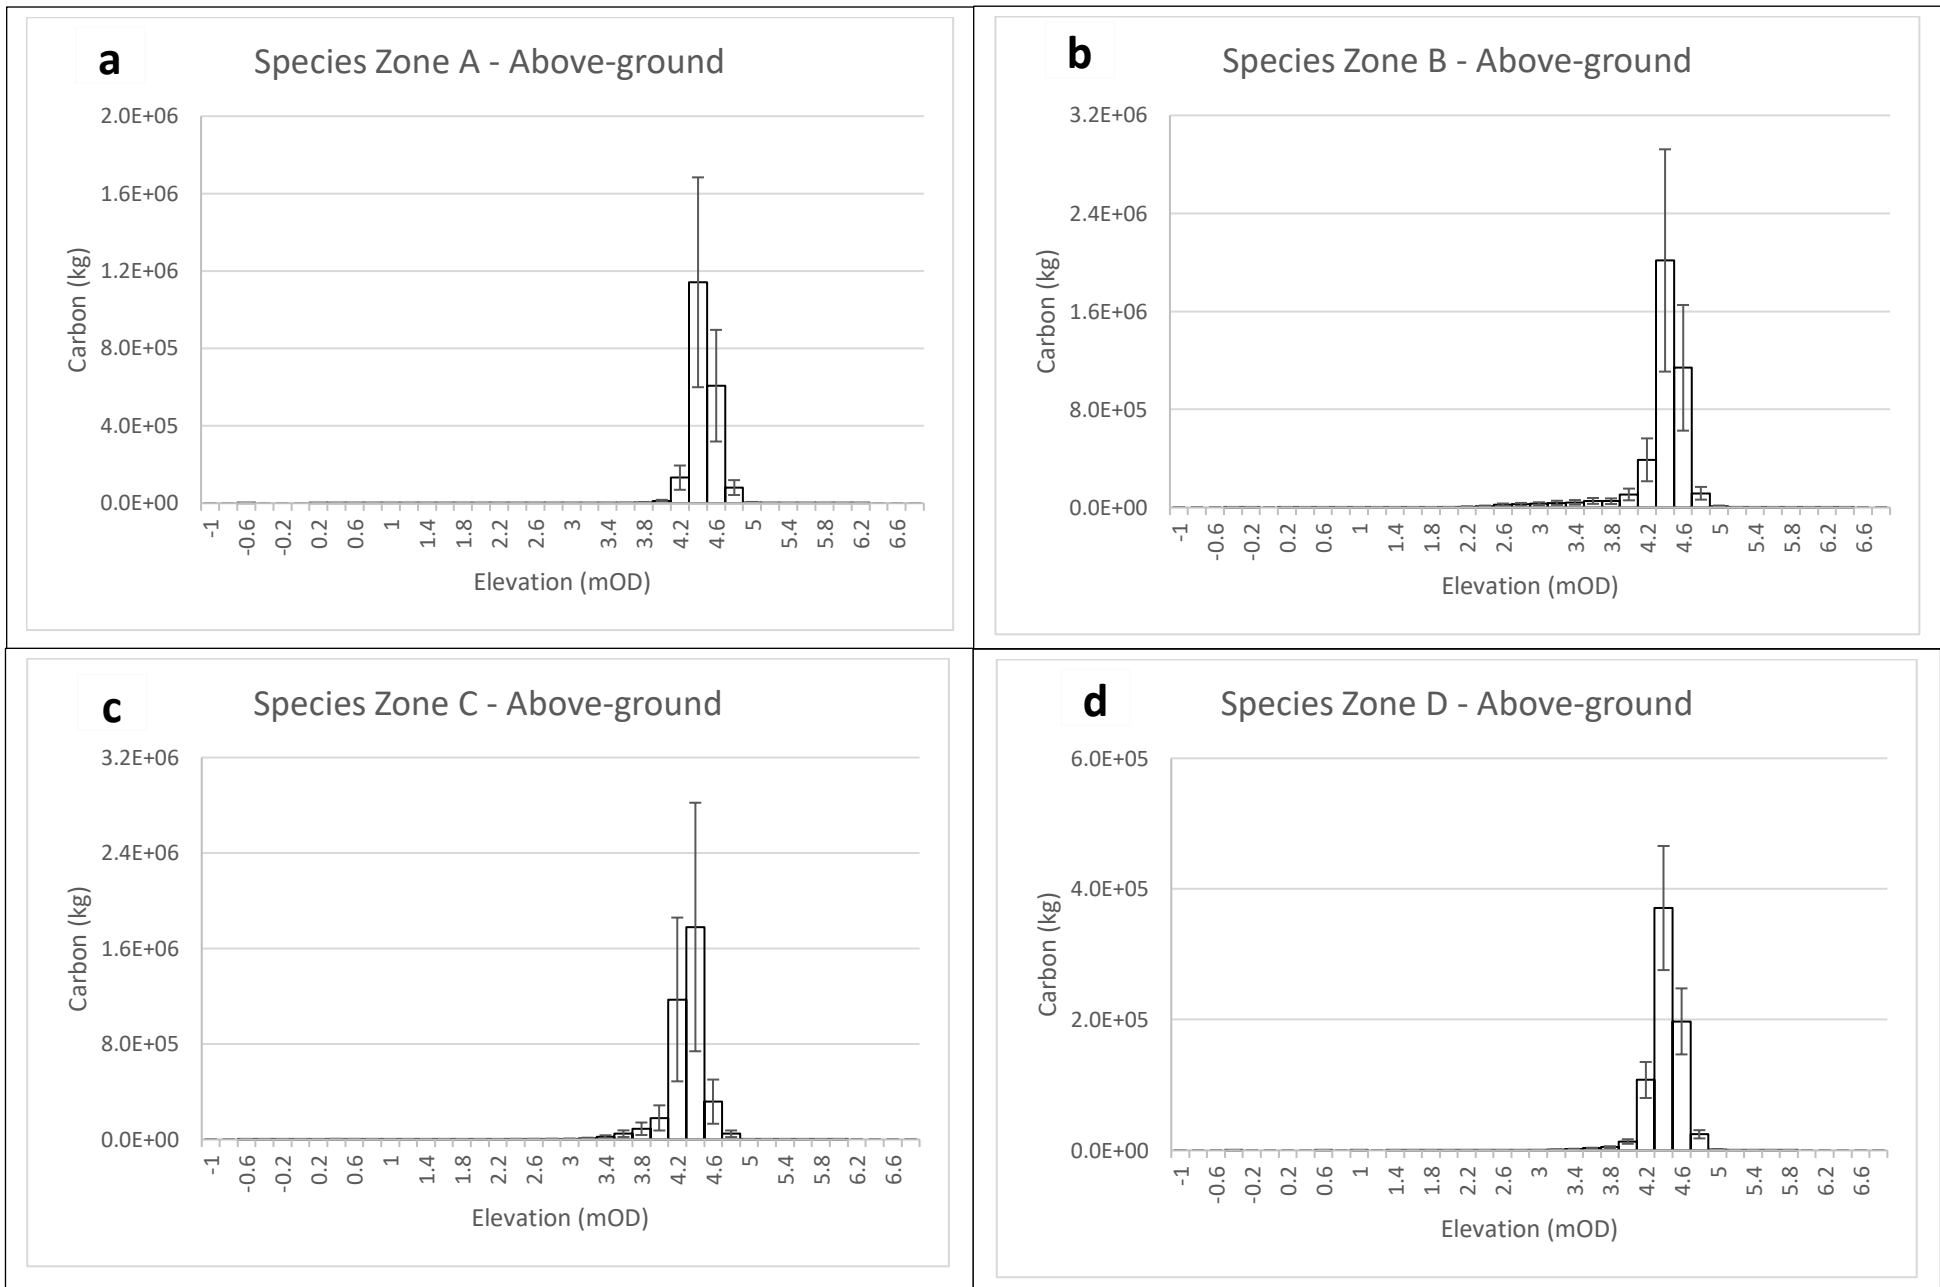 a
Species Zone A - Above-ground
2.0E+06
1.6E+06
1.2E+06
8.0E+05
4.0E+05
0.0E+00
Carbon (kg)
-1 -0.6 -0.2 0.2 0.6 1 1.4 1.8 2.2 2.6 3 3.4 3.8 4.2 4.6 5 5.4 5.8 6.2 6.6
Elevation (mOD)
b
Species Zone B - Above-ground
3.2E+06
2.4E+06
1.6E+06
8.0E+05
0.0E+00
Carbon (kg)
-1 -0.6 -0.2 0.2 0.6 1 1.4 1.8 2.2 2.6 3 3.4 3.8 4.2 4.6 5 5.4 5.8 6.2 6.6
Elevation (mOD)
c
Species Zone C - Above-ground
3.2E+06
2.4E+06
1.6E+06
8.0E+05
0.0E+00
Carbon (kg)
-1 -0.6 -0.2 0.2 0.6 1 1.4 1.8 2.2 2.6 3 3.4 3.8 4.2 4.6 5 5.4 5.8 6.2 6.6
Elevation (mOD)
d
Species Zone D - Above-ground
6.0E+05
4.0E+05
2.0E+05
0.0E+00
Carbon (kg)
-1 -0.6 -0.2 0.2 0.6 1 1.4 1.8 2.2 2.6 3 3.4 3.8 4.2 4.6 5 5.4 5.8 6.2 6.6
Elevation (mOD)